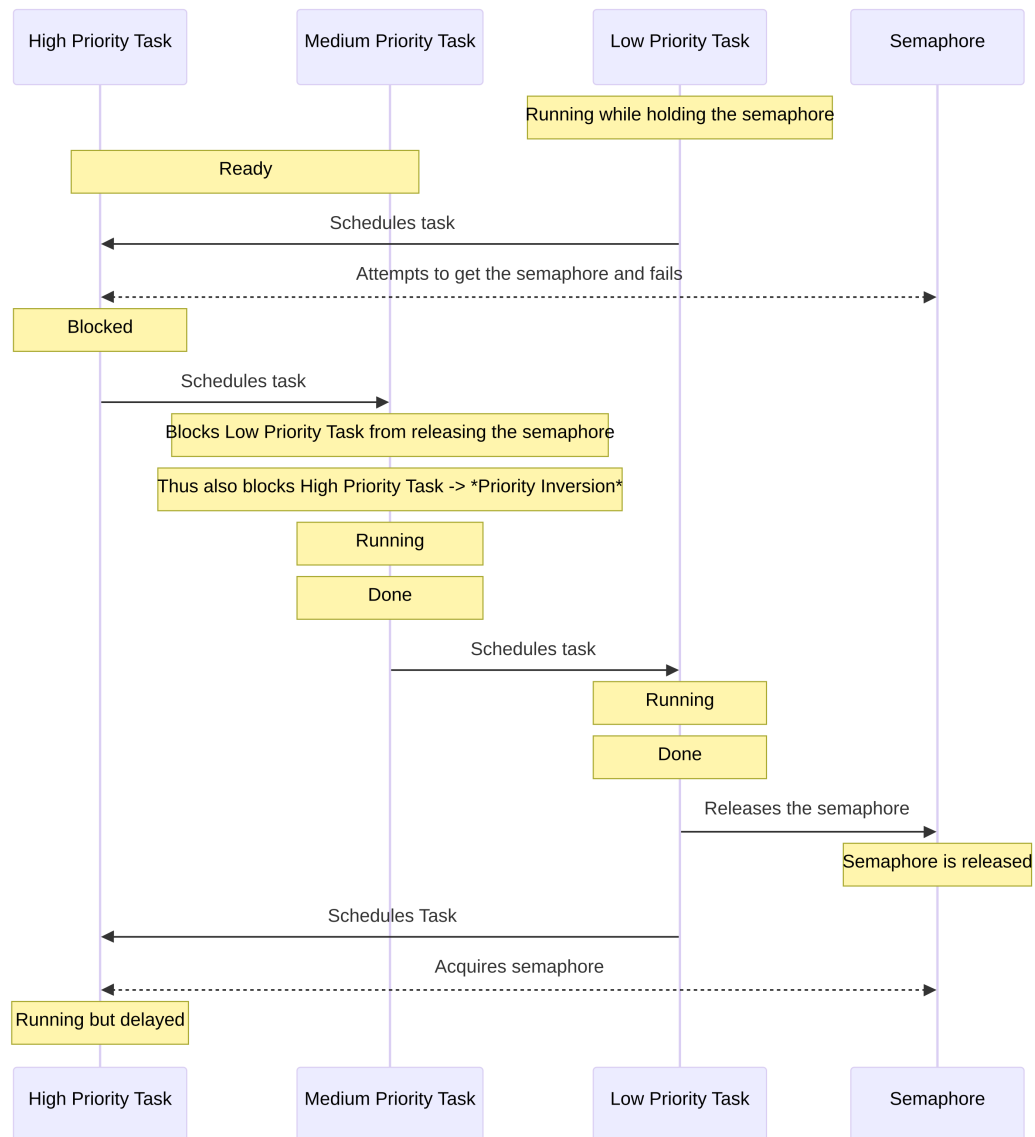 High Priority Task
Medium Priority Task
Low Priority Task
Semaphore
Running while holding the semaphore
Ready
Schedules task
Attempts to get the semaphore and fails
Blocked
Schedules task
Blocks Low Priority Task from releasing the semaphore
Thus also blocks High Priority Task -> *Priority Inversion*
Running
Done
Schedules task
Running
Done
Releases the semaphore
Semaphore is released
Schedules Task
Acquires semaphore
Running but delayed
High Priority Task
Medium Priority Task
Low Priority Task
Semaphore